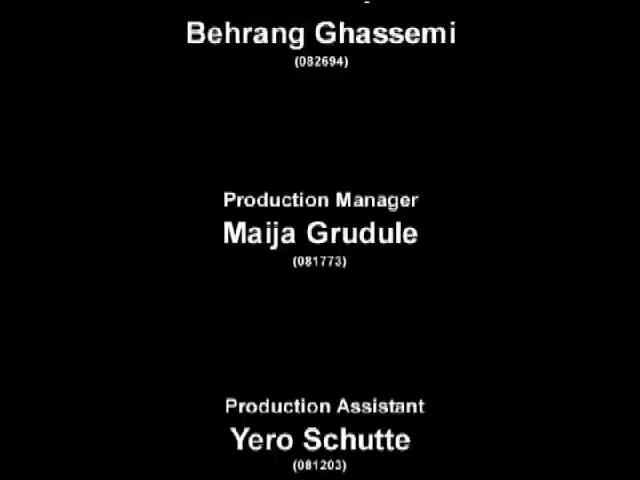 Behrang Ghassemi
(082694)
Production Manager
Maija Grudule
(081773)
Production Assistant
Yero Schutte
(081203)